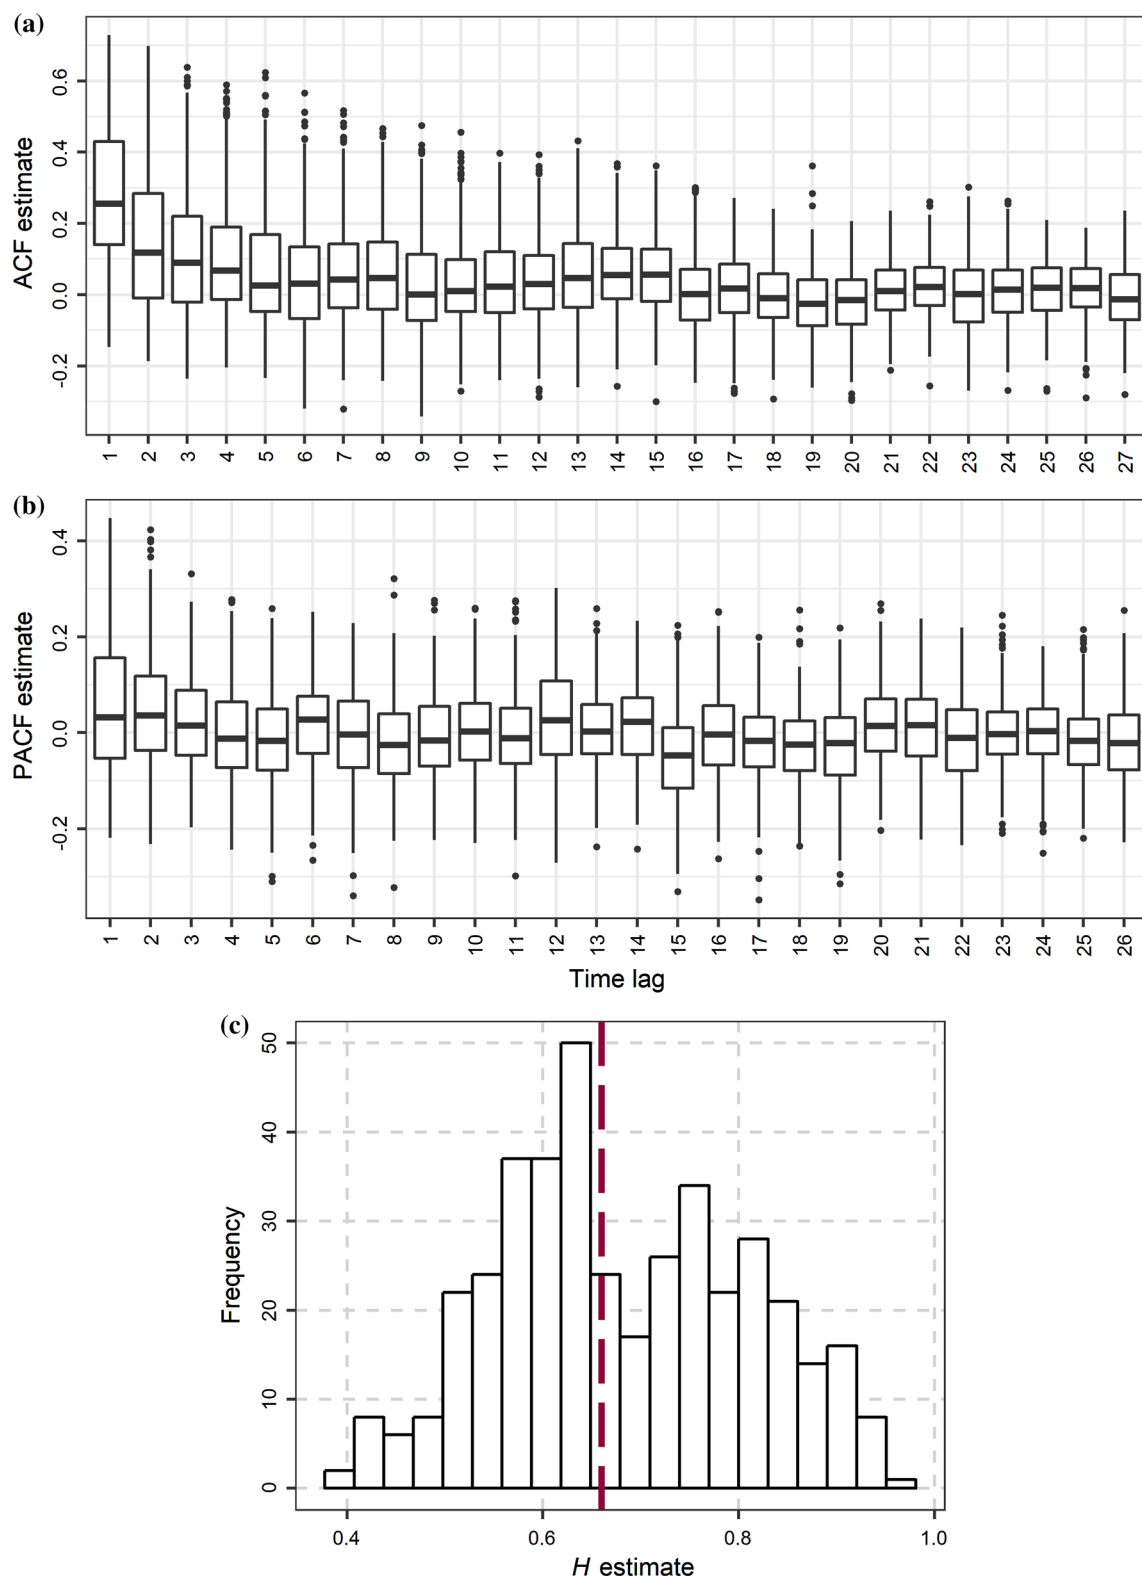 (a)
ACF estimate
0.6
0.4
0.2
0.0
-0.2
1 2 3 4 5 6 7 8 9 10 11 12 13 14 15 16 17 18 19 20 21 22 23 24 25 26 27
(b)
PACF estimate
0.4
0.2
0.0
-0.2
1 2 3 4 5 6 7 8 9 10 11 12 13 14 15 16 17 18 19 20 21 22 23 24 25 26
Time lag
(c)
Frequency
50
40
30
20
10
0
0.4 0.6 0.8 1.0
H estimate